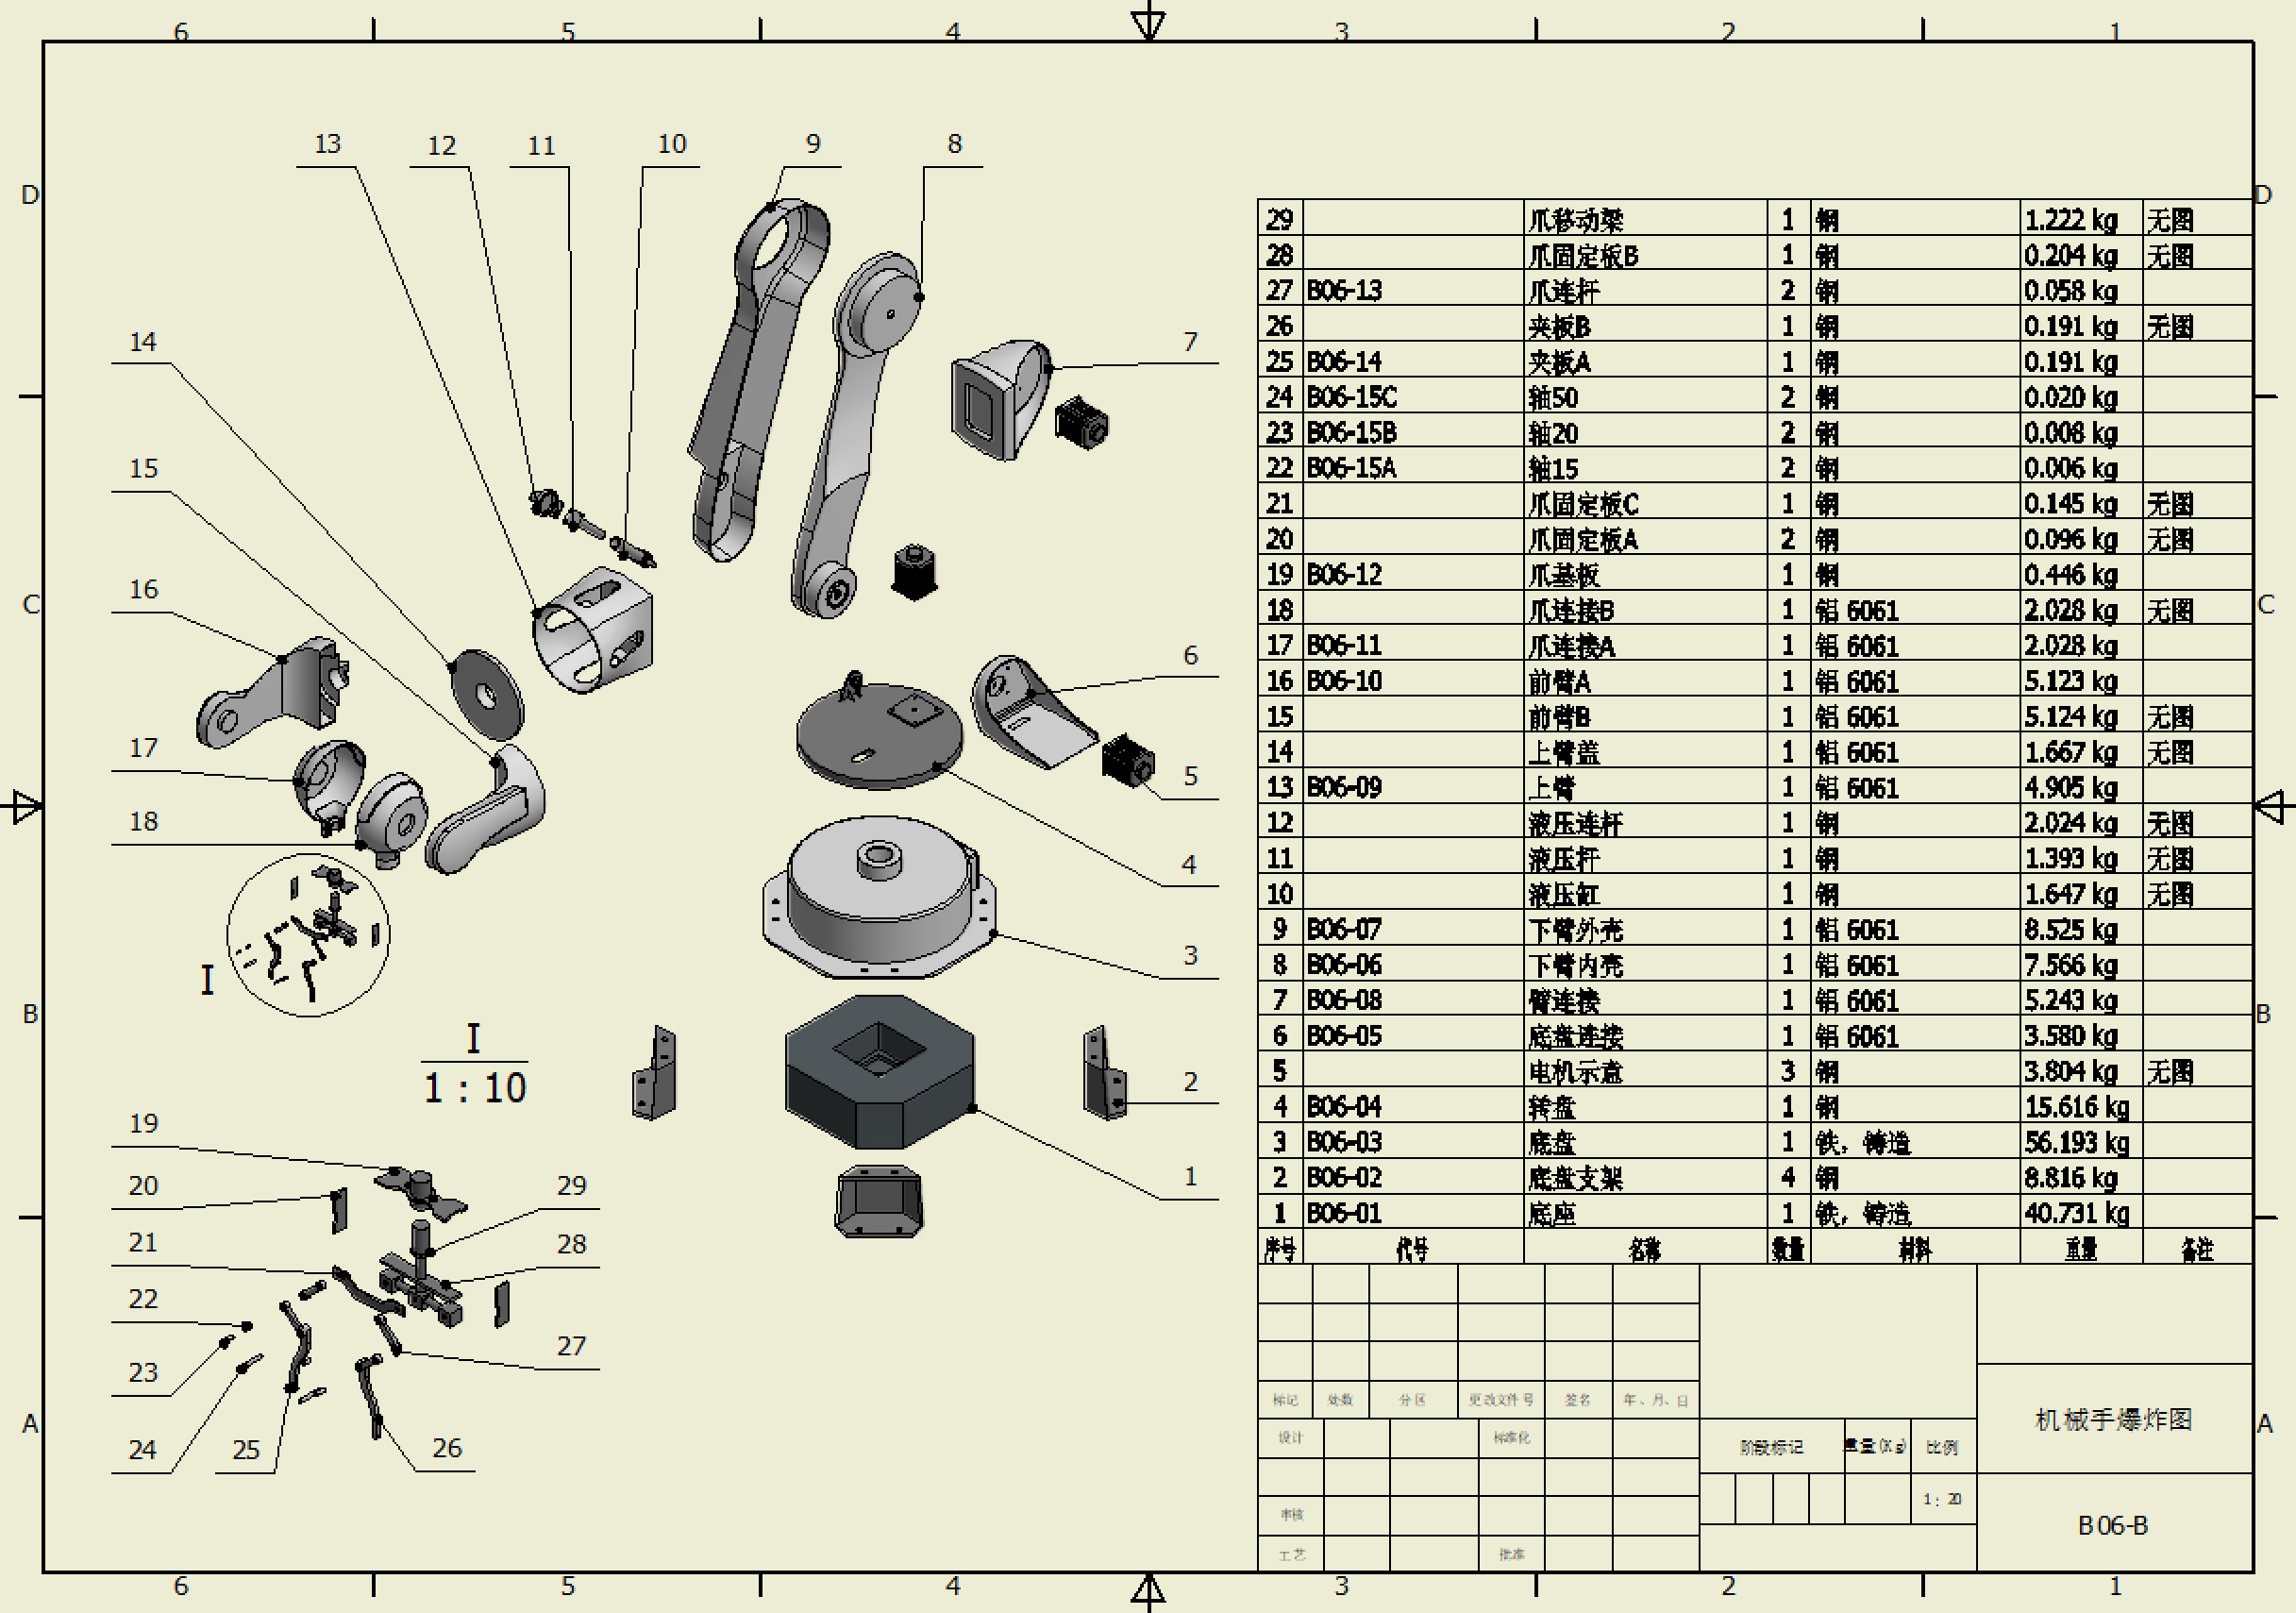 6 5 4 3 2 1
D
C
B
A
D
C
B
A
13 12 11 10 9 8
14
7
15
16
6
17
5
18
4
I
3
I
1 : 10
2
19
1
20
29
21
28
22
27
23
24 25 26
29 爪移动梁 1 钢 1.222 kg 无图
28 爪固定板B 1 钢 0.204 kg 无图
27 B06-13 爪连杆 2 钢 0.058 kg
26 夹板B 1 钢 0.191 kg 无图
25 B06-14 夹板A 1 钢 0.191 kg
24 B06-15C 轴50 2 钢 0.020 kg
23 B06-15B 轴20 2 钢 0.008 kg
22 B06-15A 轴15 2 钢 0.006 kg
21 爪固定板C 1 钢 0.145 kg 无图
20 爪固定板A 2 钢 0.096 kg 无图
19 B06-12 爪基板 1 钢 0.446 kg
18 爪连接B 1 铝 6061 2.028 kg 无图
17 B06-11 爪连接A 1 铝 6061 2.028 kg
16 B06-10 前臂A 1 铝 6061 5.123 kg
15 前臂B 1 铝 6061 5.124 kg 无图
14 上臂盖 1 铝 6061 1.667 kg 无图
13 B06-09 上臂 1 铝 6061 4.905 kg
12 液压连杆 1 钢 2.024 kg 无图
11 液压杆 1 钢 1.393 kg 无图
10 液压缸 1 钢 1.647 kg 无图
9 B06-07 下臂外壳 1 铝 6061 8.525 kg
8 B06-06 下臂内壳 1 铝 6061 7.566 kg
7 B06-08 臂连接 1 铝 6061 5.243 kg
6 B06-05 底盘连接 1 铝 6061 3.580 kg
5 电机示意 3 钢 3.804 kg 无图
4 B06-04 转盘 1 钢 15.616 kg
3 B06-03 底盘 1 铁，铸造 56.193 kg
2 B06-02 底盘支架 4 钢 8.816 kg
1 B06-01 底座 1 铁，铸造 40.731 kg
序号 代号 名称 数量 材料 重量 备注
标记 处数 分区 更改文件号 签名 年、月、日
设计 标准化
审核
工艺 批准
阶段标记 重量(Kg) 比例
1：20
机械手爆炸图
B06-B
6 5 4 3 2 1